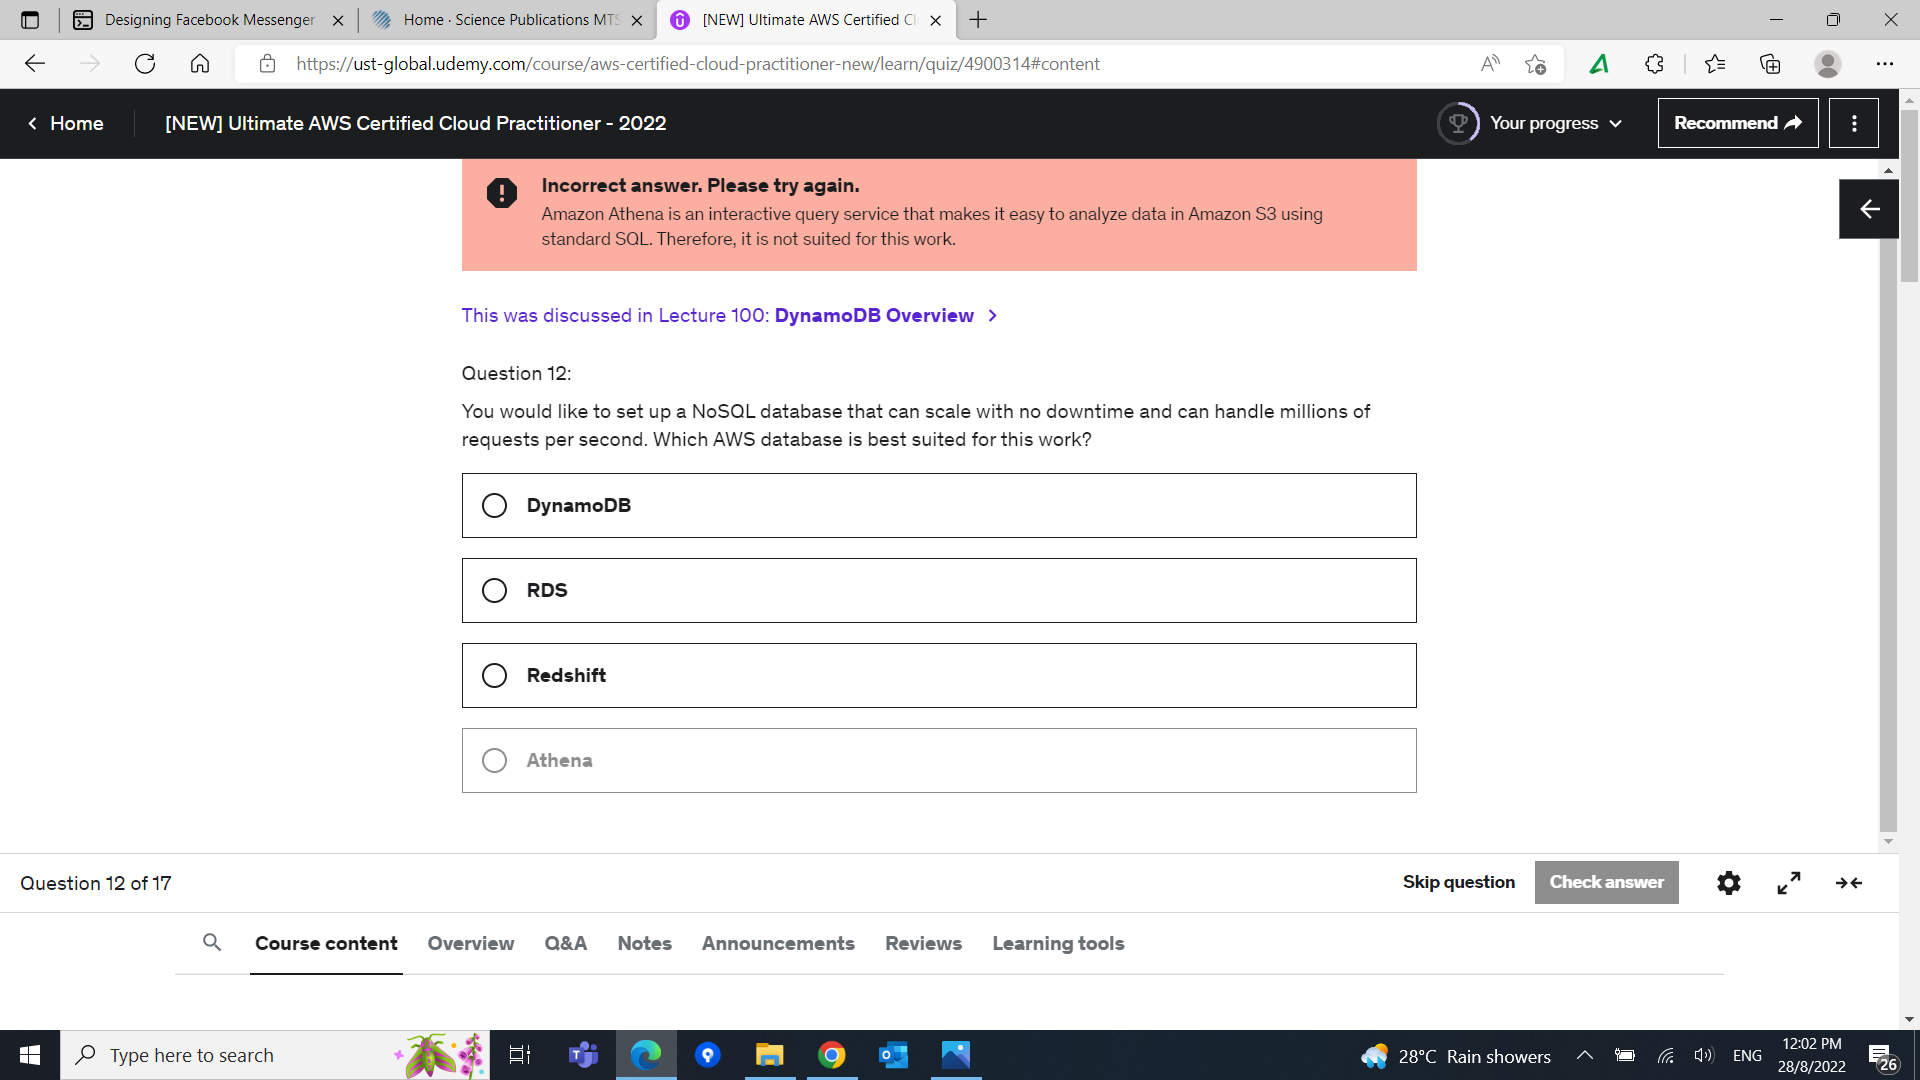 Designing Facebook Messenger
Home · Science Publications MTS
[NEW] Ultimate AWS Certified Cl
https://ust-global.udemy.com/course/aws-certified-cloud-practitioner-new/learn/quiz/4900314#content
Home
[NEW] Ultimate AWS Certified Cloud Practitioner - 2022
Your progress
Recommend
Incorrect answer. Please try again.
Amazon Athena is an interactive query service that makes it easy to analyze data in Amazon S3 using
standard SQL. Therefore, it is not suited for this work.
This was discussed in Lecture 100: DynamoDB Overview
Question 12:
You would like to set up a NoSQL database that can scale with no downtime and can handle millions of
requests per second. Which AWS database is best suited for this work?
DynamoDB
RDS
Redshift
Athena
Question 12 of 17
Skip question
Check answer
Course content
Overview
Q&A
Notes
Announcements
Reviews
Learning tools
Type here to search
28°C Rain showers
ENG
12:02 PM
28/8/2022
26